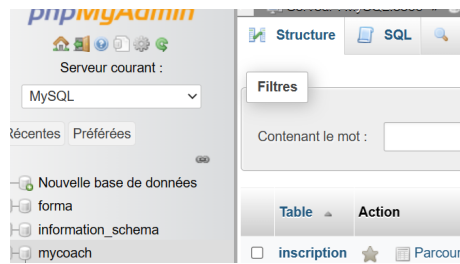 phpMyAdmin
Serveur courant :
MySQL
Récentes Préférées
Nouvelle base de données
forma
information_schema
mycoach
Structure SQL
Filtres
Contenant le mot :
Table Action
inscription Parcour